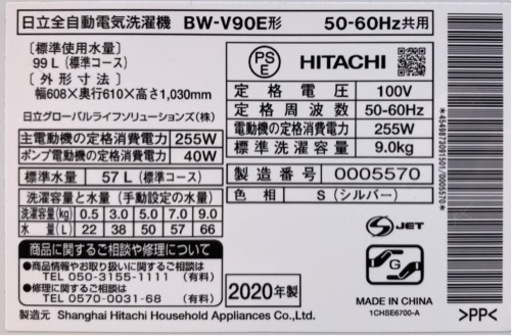 日立全自動電気洗濯機 BW-V90E形 50-60Hz共用
〔標準使用水量〕
99 L (標準コース)
〔外形寸法〕
幅608×奥行610×高さ1,030mm
日立グローバルライフソリューションズ(株)
主電動機の定格消費電力 255W
ポンプ電動機の定格消費電力 40W
標準水量 57 L (標準コース)
洗濯容量と水量 (手動設定の水量)
洗濯容量(kg) 0.5 3.0 5.0 7.0 9.0
水量(L) 22 38 50 57 66
商品に関するご相談や修理について
●商品情報やお取り扱いに関するご相談
TEL 050-3155-1111 (有料)
●修理に関するご相談
TEL 0570-0031-68 (有料)
製造元 Shanghai Hitachi Household Appliances Co.,Ltd.
PS
E
HITACHI
定格電圧 100V
定格周波数 50-60Hz
電動機の定格消費電力 255W
標準洗濯容量 9.0kg
製造番号 0005570
色相 S (シルバー)
JET
G
2020年製
MADE IN CHINA
1CHSE6700-A
*4549873091501/0005570*
>PP<